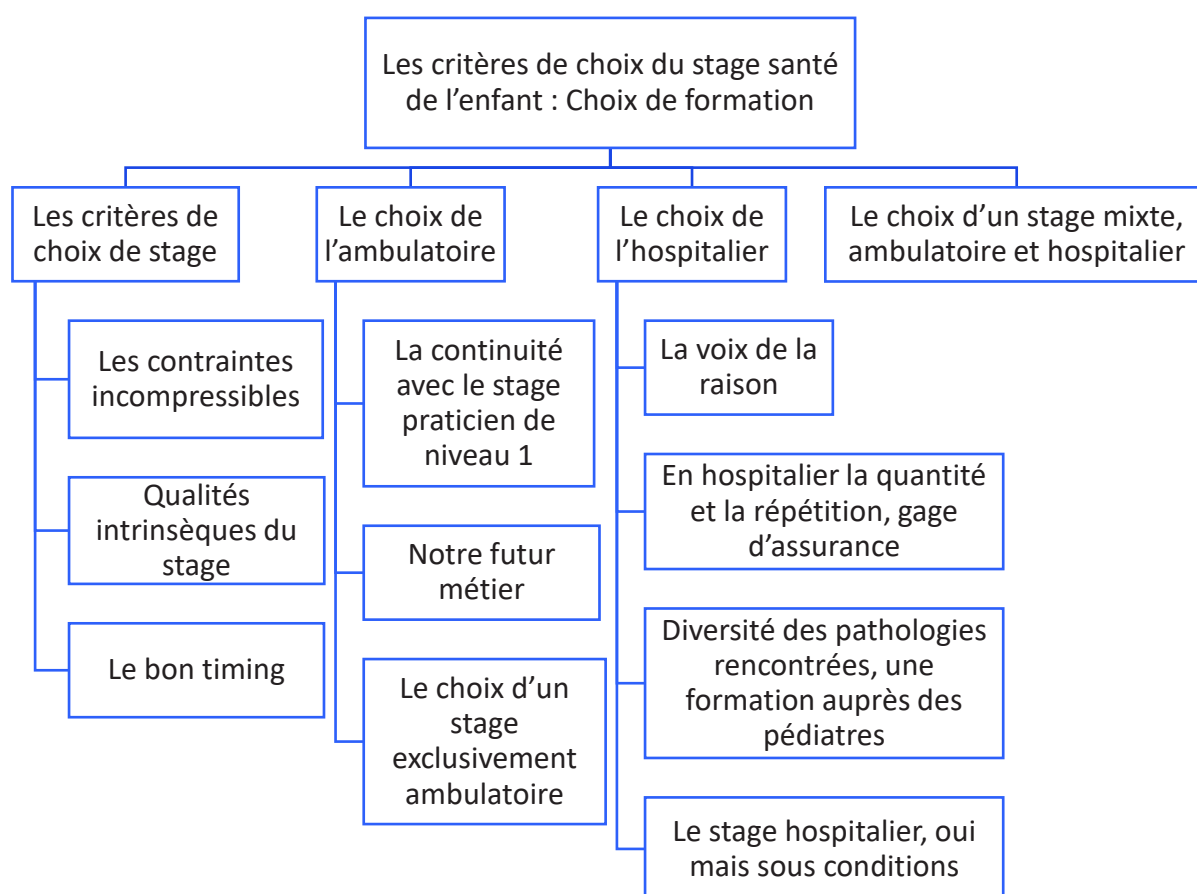 Les critères de choix du stage santé
de l’enfant : Choix de formation
Les critères de
choix de stage
Les contraintes
incompressibles
Qualités
intrinsèques du
stage
Le bon timing
Le choix de
l’ambulatoire
La continuité
avec le stage
praticien de
niveau 1
Notre futur
métier
Le choix d’un
stage
exclusivement
ambulatoire
Le choix de
l’hospitalier
La voix de la
raison
En hospitalier la quantité
et la répétition, gage
d’assurance
Diversité des pathologies
rencontrées, une
formation auprès des
pédiatres
Le stage hospitalier, oui
mais sous conditions
Le choix d’un stage mixte,
ambulatoire et hospitalier